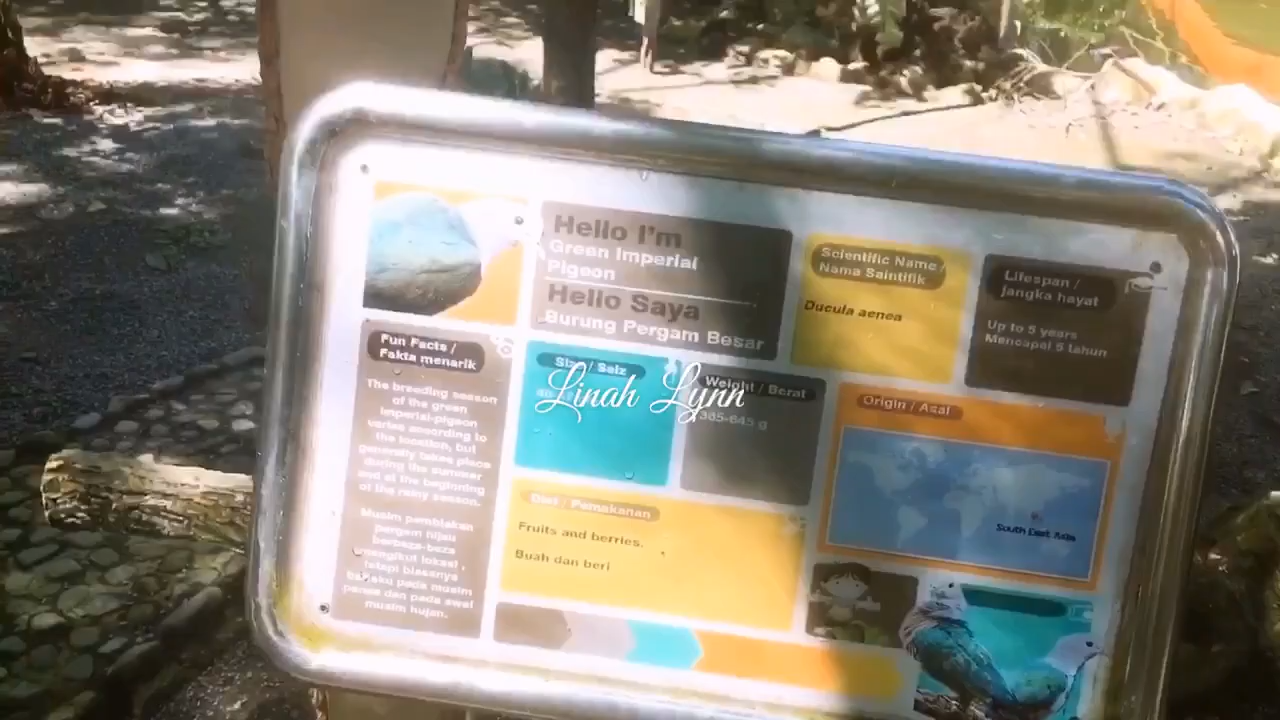 Hello I'm
Green Imperial
Pigeon
Hello Saya
Burung Pergam Besar
Scientific Name /
Nama Saintifik
Ducula aenea
Lifespan /
Jangka hayat
Up to 5 years
Mencapai 5 tahun
Fun Facts /
Fakta menarik
The breeding season
of the green
imperial-pigeon
varies according to
the location, but
generally takes place
during the summer
and at the beginning
of the rainy season.
Musim pembiakan
pergam hijau
berbeza-beza
mengikut lokasi,
tetapi biasanya
berlaku pada musim
panas dan pada awal
musim hujan.
Size / Saiz
Weight / Berat
365-645 g
Linah Lynn
Origin / Asal
South East Asia
Diet / Pemakanan
Fruits and berries.
Buah dan beri